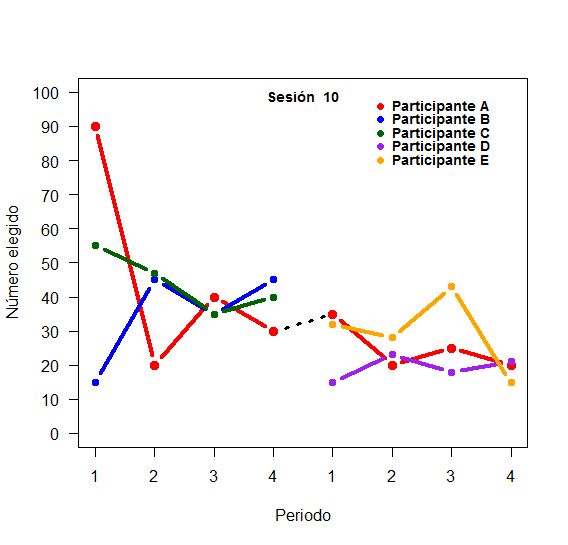 Sesión 10
Participante A
Participante B
Participante C
Participante D
Participante E
Número elegido
100
90
80
70
60
50
40
30
20
10
0
1 2 3 4 1 2 3 4
Periodo